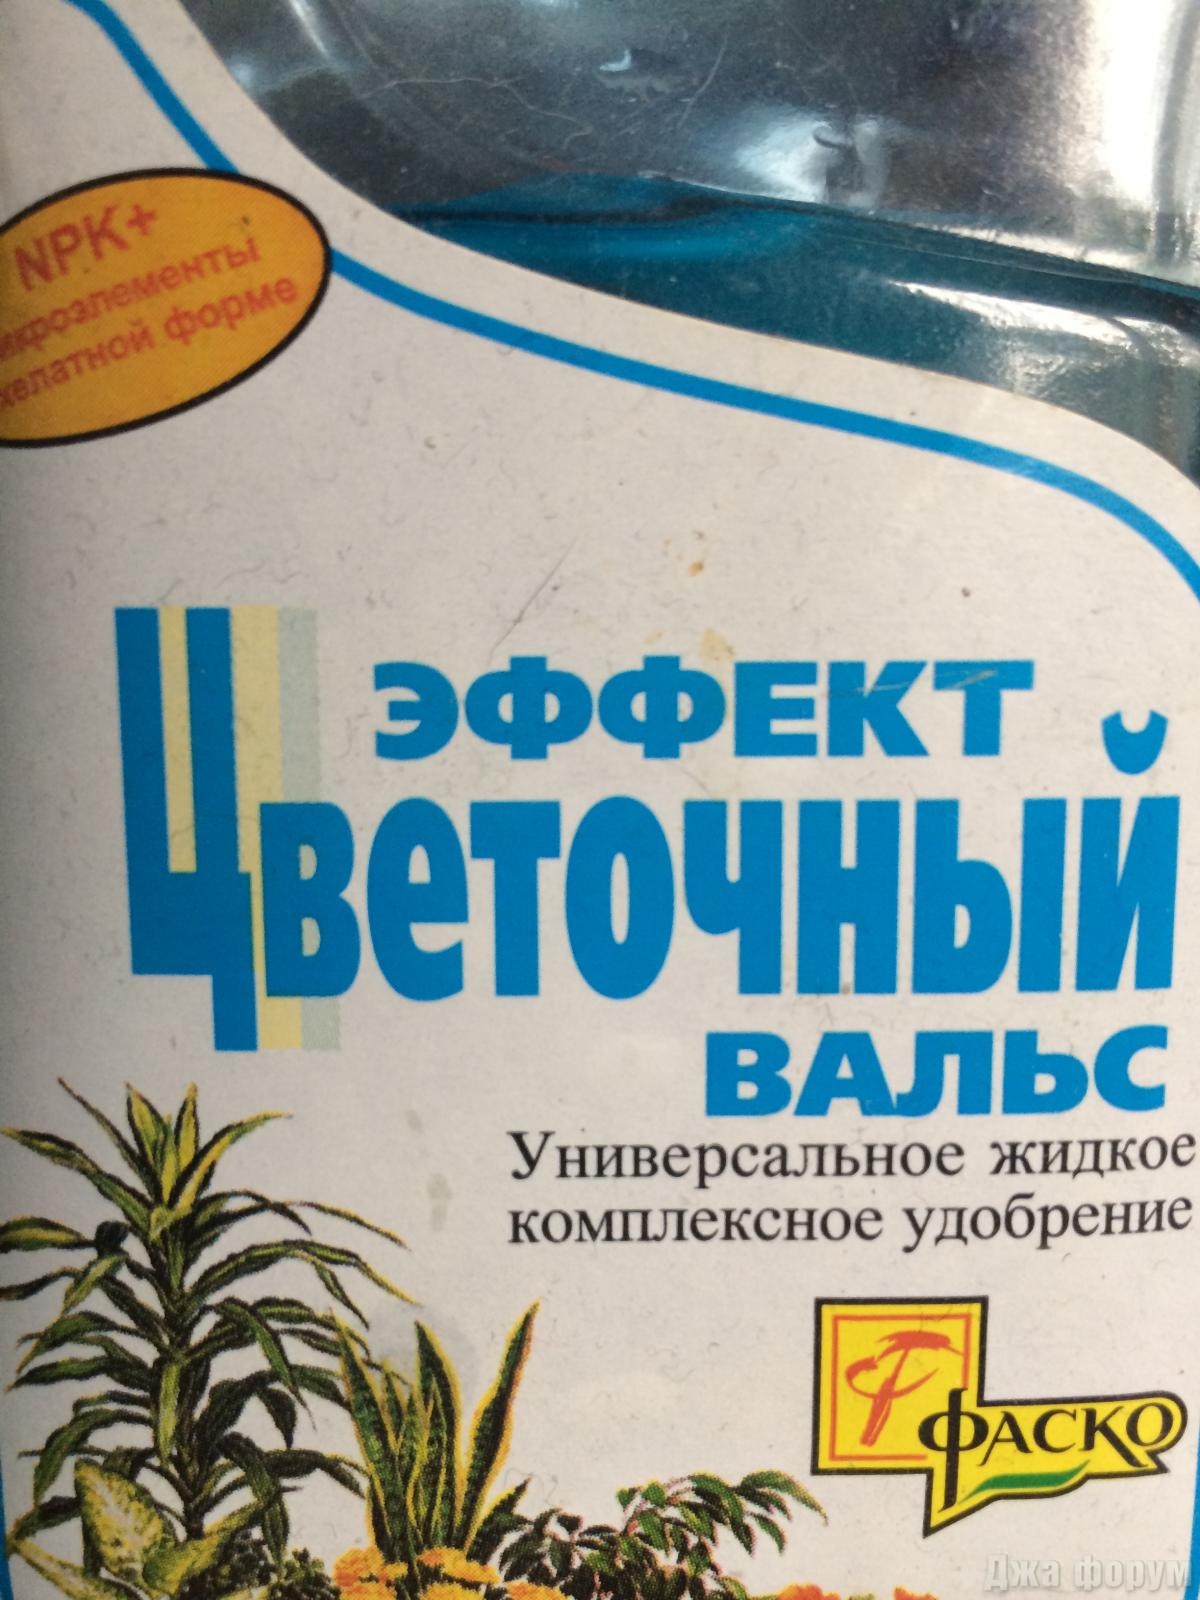 NPK+
микроэлементы
хелатной форме
ЭФФЕКТ
Цветочный
ВАЛЬС
Универсальное жидкое
комплексное удобрение
ФАСКО
Джа форум